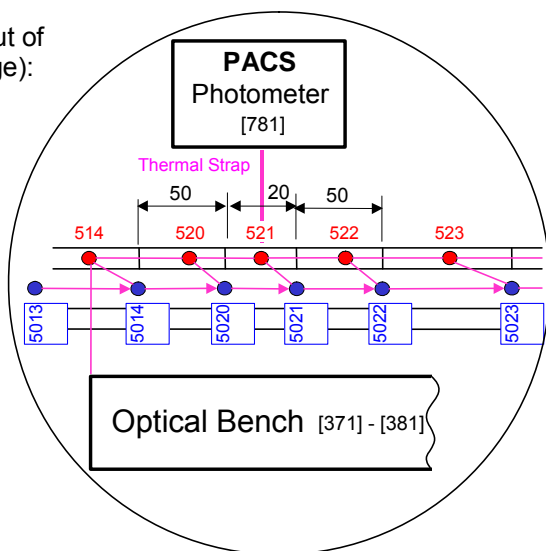 ut of
ge):
PACS
Photometer
[781]
Thermal Strap
50 20 50
514 520 521 522 523
5013 5014 5020 5021 5022 5023
Optical Bench [371] - [381]